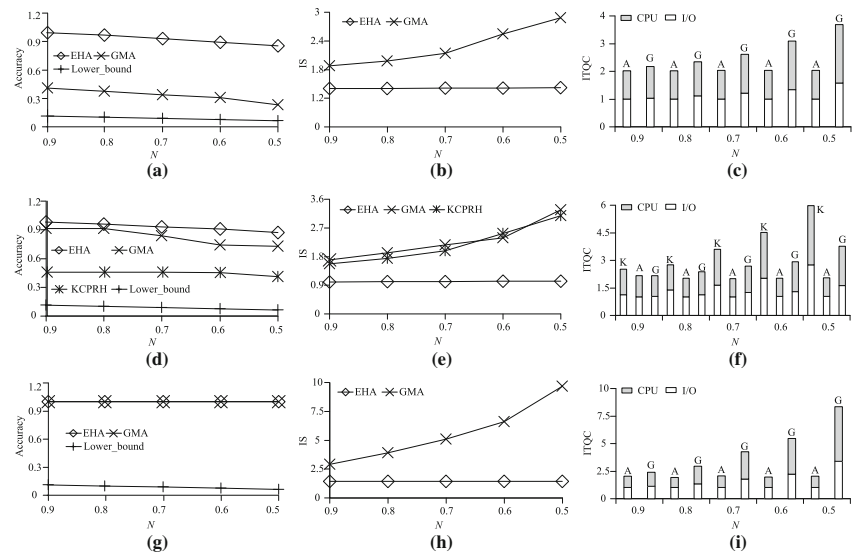 Accuracy
1.2
0.9
0.6
0.3
0
EHA GMA
Lower_bound
0.9 0.8 0.7 0.6 0.5
N
(a)
IS
3
2.4
1.8
1.2
0.6
0
EHA GMA
0.9 0.8 0.7 0.6 0.5
N
(b)
ITQC
4
3
2
1
0
CPU I/O
A G A G A G A G A G
0.9 0.8 0.7 0.6 0.5
N
(c)
Accuracy
1.2
0.9
0.6
0.3
0
EHA GMA
KCPRH Lower_bound
0.9 0.8 0.7 0.6 0.5
N
(d)
IS
3.6
2.7
1.8
0.9
0
EHA GMA KCPRH
0.9 0.8 0.7 0.6 0.5
N
(e)
ITQC
6
4.5
3
1.5
0
CPU I/O
K A G K A G K A G K A G K A G
0.9 0.8 0.7 0.6 0.5
N
(f)
Accuracy
1.2
0.9
0.6
0.3
0
EHA GMA
Lower_bound
0.9 0.8 0.7 0.6 0.5
N
(g)
IS
10
7.5
5
2.5
0
EHA GMA
0.9 0.8 0.7 0.6 0.5
N
(h)
ITQC
10
7.5
5
2.5
0
CPU I/O
A G A G A G A G A G
0.9 0.8 0.7 0.6 0.5
N
(i)